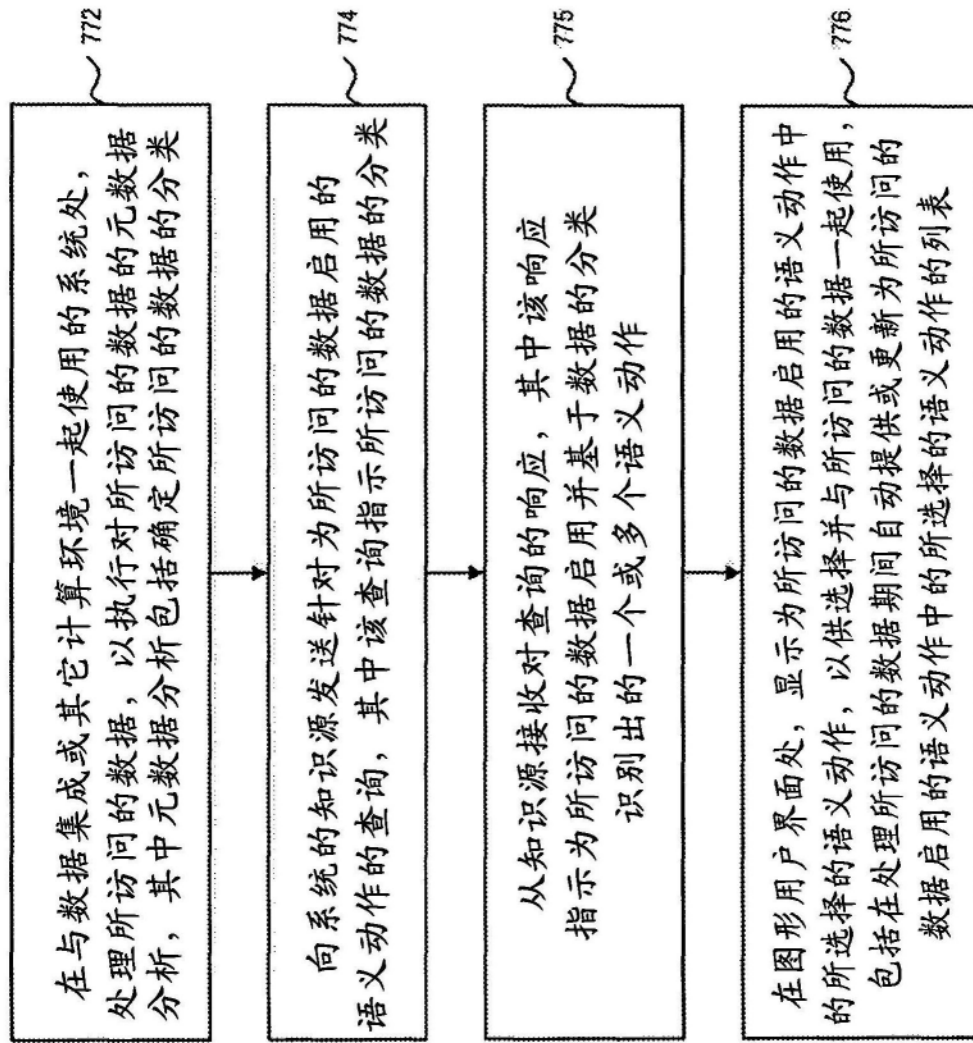 772
在与数据集成或其它计算环境一起使用的系统处，
处理所访问的数据，以执行对所访问的数据的元数据
分析，其中元数据分析包括确定所访问的数据的分类
774
向系统的知识源发送针对为所访问的数据启用的
语义动作的查询，其中该查询指示所访问的数据的分类
775
从知识源接收对查询的响应，其中该响应
指示为所访问的数据启用并基于数据的分类
识别出的一个或多个语义动作
776
在图形用户界面处，显示为所访问的数据启用的语义动作中
的所选择的语义动作，以供选择并与所访问的数据一起使用，
包括在处理所访问的数据期间自动提供或更新为所访问的
数据启用的语义动作中的所选择的语义动作的列表